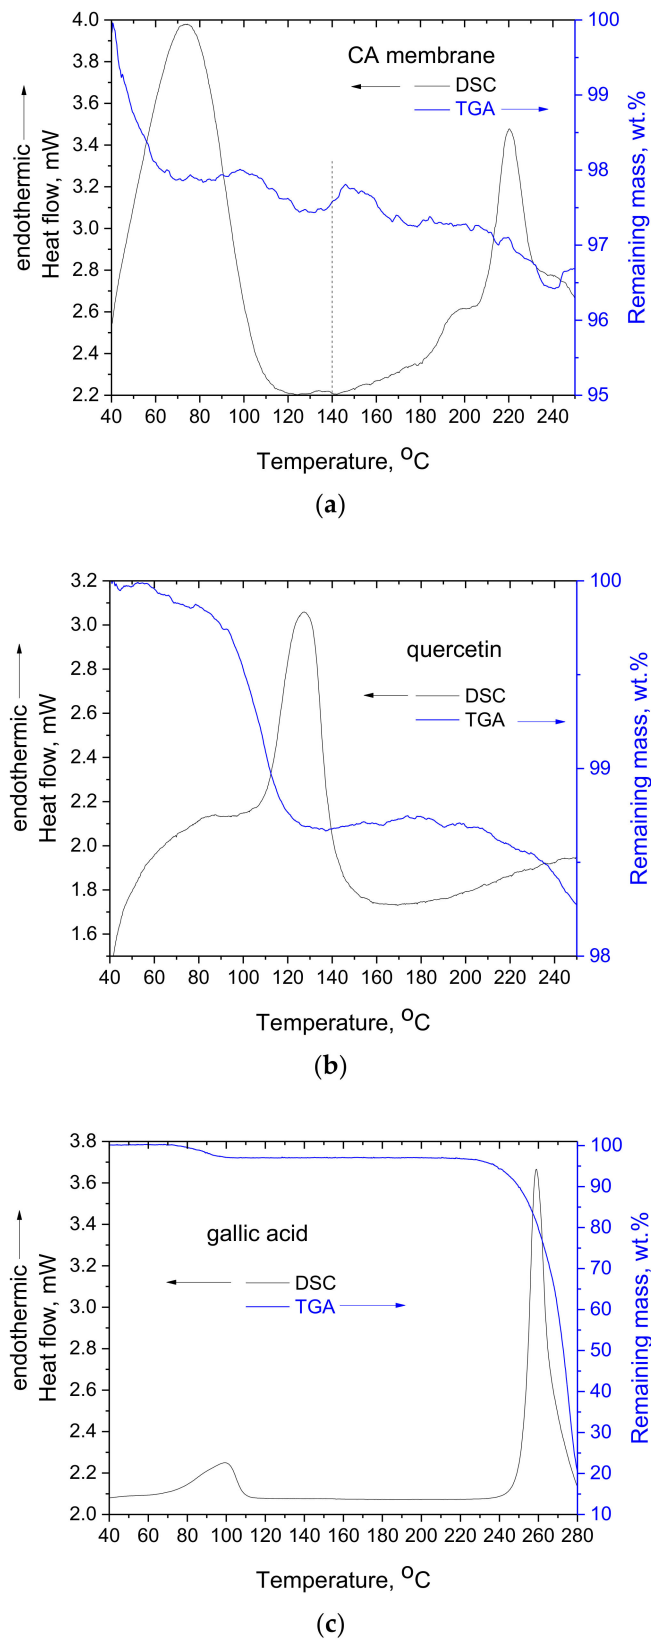 CA membrane
DSC
TGA
endothermic
Heat flow, mW
4.0
3.8
3.6
3.4
3.2
3.0
2.8
2.6
2.4
2.2
100
99
98
97
96
95
Remaining mass, wt.%
40 60 80 100 120 140 160 180 200 220 240
Temperature, ºC
(a)
quercetin
DSC
TGA
endothermic
Heat flow, mW
3.2
3.0
2.8
2.6
2.4
2.2
2.0
1.8
1.6
100
99
98
Remaining mass, wt.%
40 60 80 100 120 140 160 180 200 220 240
Temperature, ºC
(b)
gallic acid
DSC
TGA
endothermic
Heat flow, mW
3.8
3.6
3.4
3.2
3.0
2.8
2.6
2.4
2.2
2.0
100
90
80
70
60
50
40
30
20
10
Remaining mass, wt.%
40 60 80 100 120 140 160 180 200 220 240 260 280
Temperature, ºC
(c)